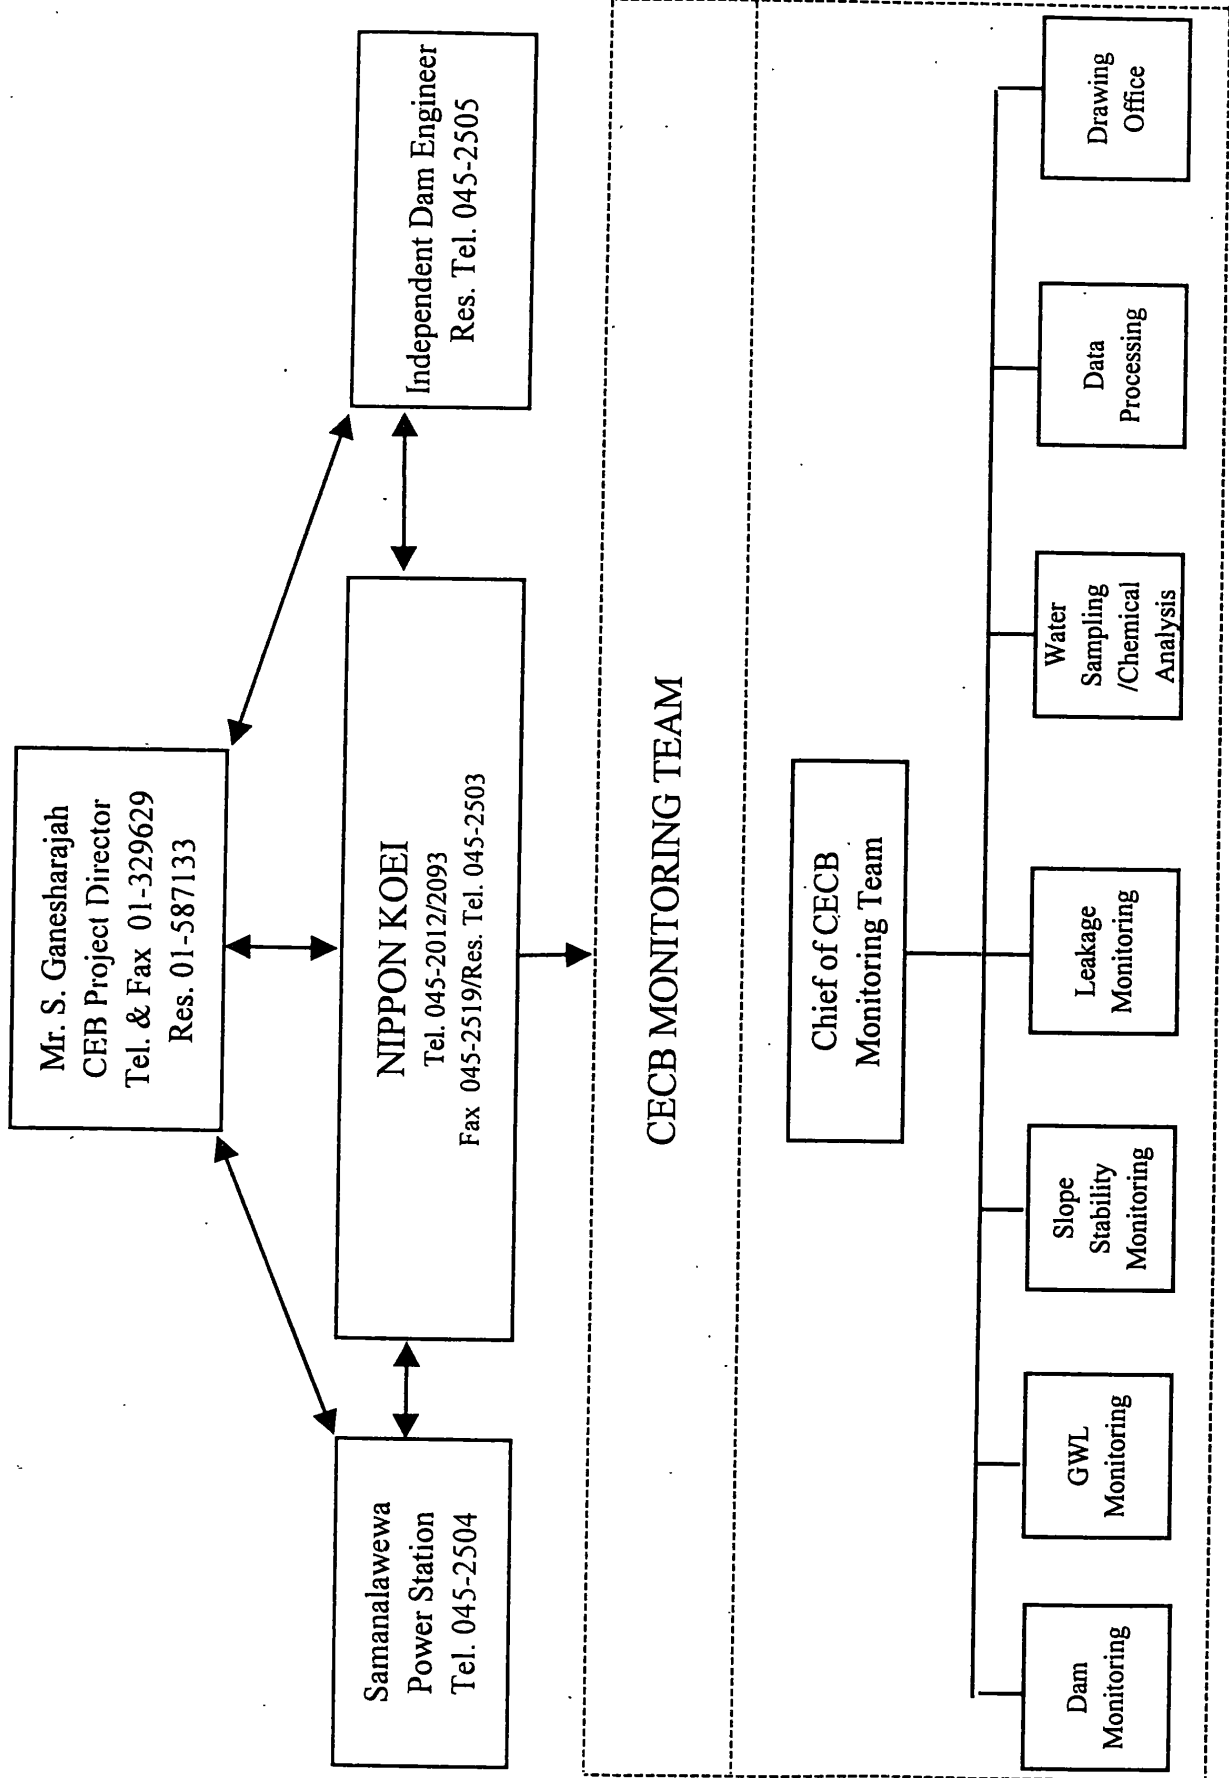 Mr. S. Ganesharajah
CEB Project Director
Tel. & Fax 01-329629
Res. 01-587133
Samanalawewa
Power Station
Tel. 045-2504
NIPPON KOEI
Tel. 045-2012/2093
Fax 045-2519/Res. Tel. 045-2503
Independent Dam Engineer
Res. Tel. 045-2505
CECB MONITORING TEAM
Chief of CECB
Monitoring Team
Dam
Monitoring
GWL
Monitoring
Slope
Stability
Monitoring
Leakage
Monitoring
Water
Sampling
/Chemical
Analysis
Data
Processing
Drawing
Office